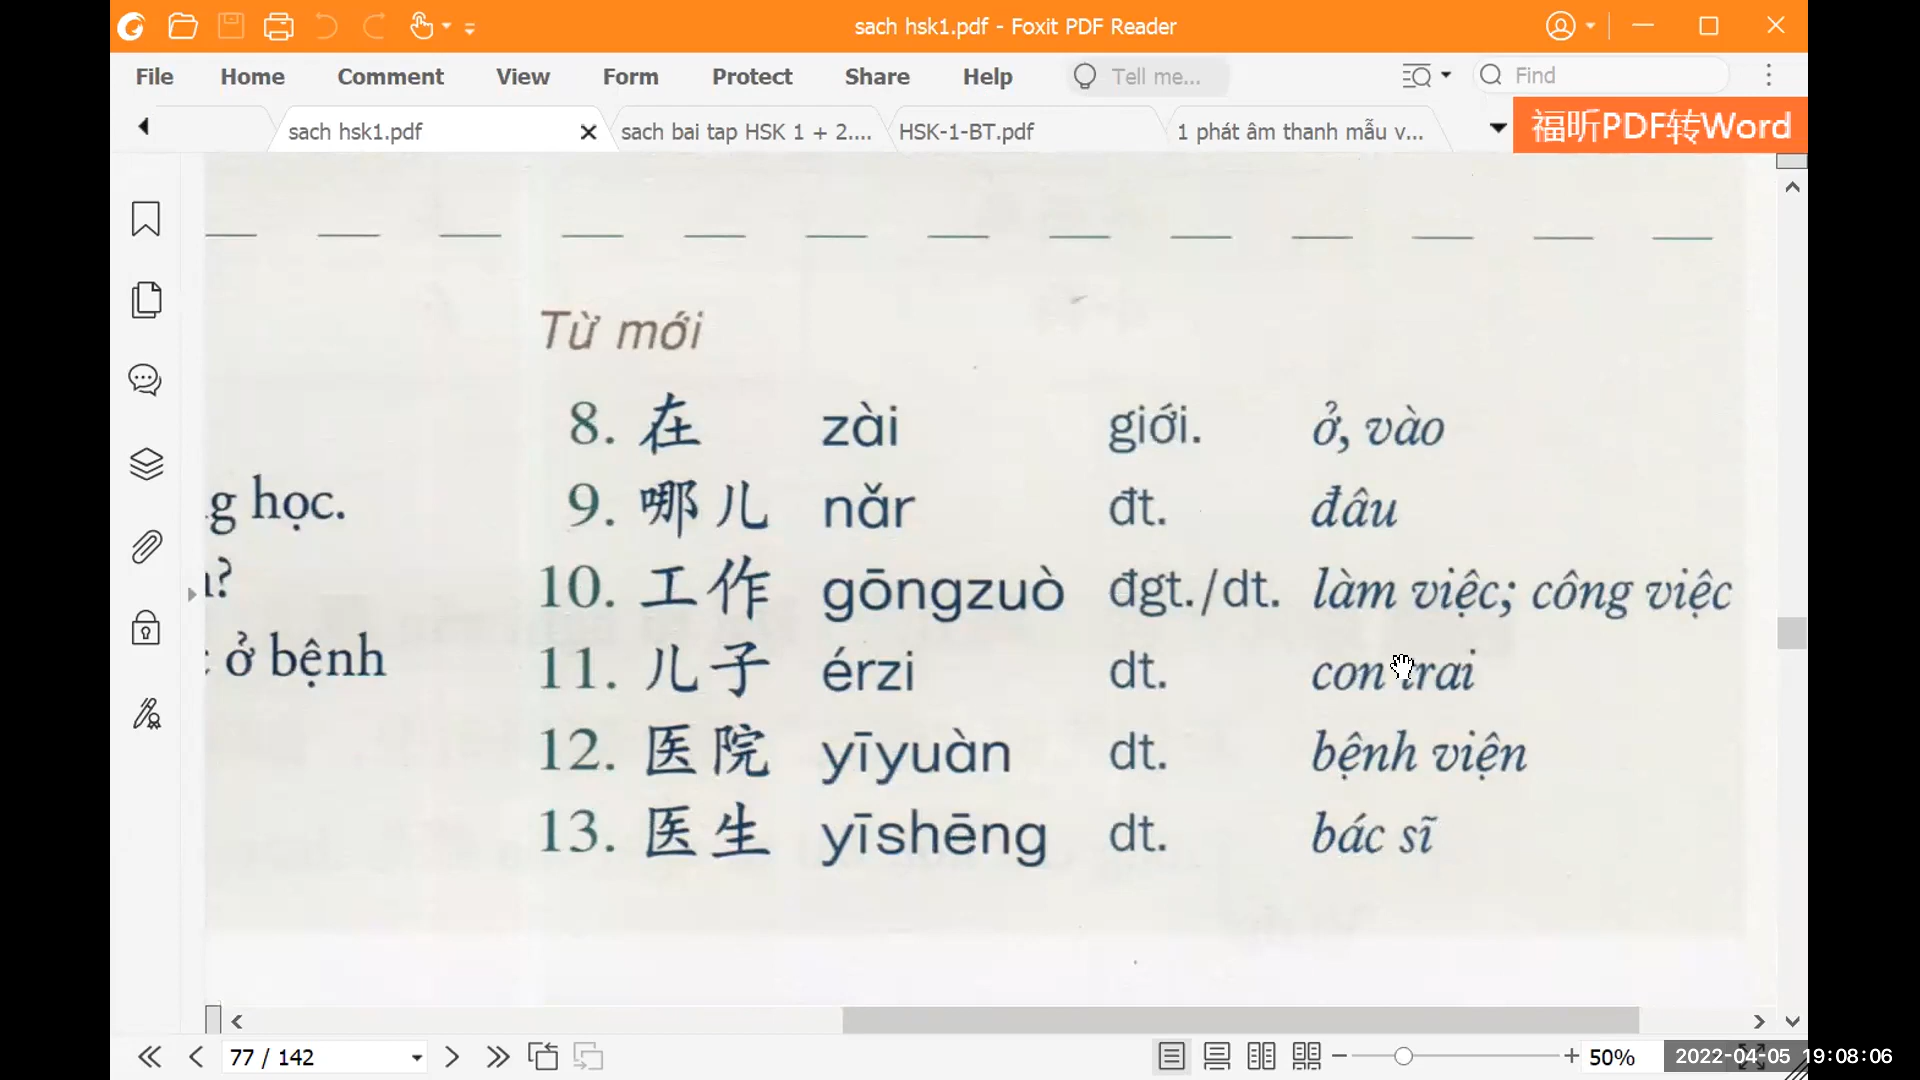 sach hsk1.pdf - Foxit PDF Reader
File Home Comment View Form Protect Share Help Tell me... Find
sach hsk1.pdf sach bai tap HSK 1 + 2.... HSK-1-BT.pdf 1 phát âm thanh mẫu v... 福昕PDF转Word
Từ mới
8. 在 zài giới. ở, vào
g học.
9. 哪儿 nǎr đt. đâu
10. 工作 gōngzuò đgt./dt. làm việc; công việc
ở bệnh
11. 儿子 érzi dt. con trai
12. 医院 yīyuàn dt. bệnh viện
13. 医生 yīshēng dt. bác sĩ
77 / 142 50% 2022-04-05 19:08:06